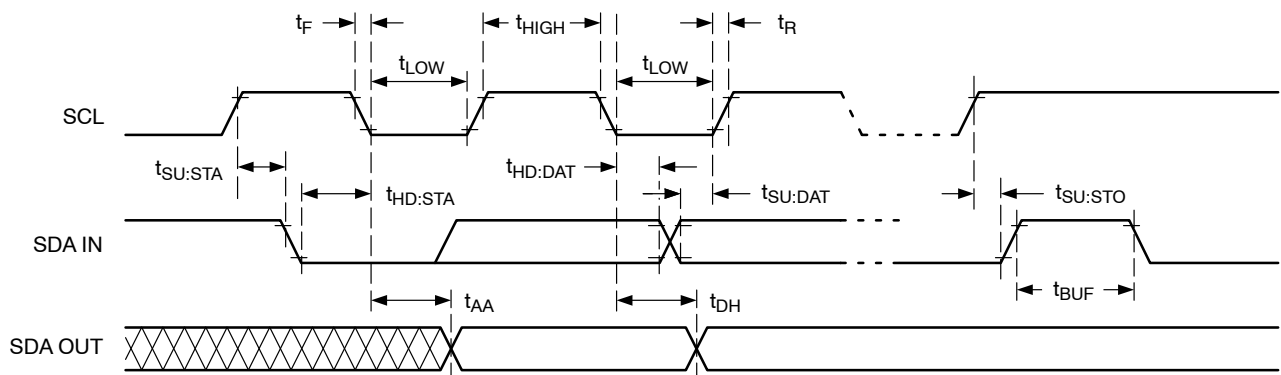 tF
tHIGH
tR
tLOW
tLOW
SCL
tSU:STA
tHD:STA
tHD:DAT
tSU:DAT
tSU:STO
SDA IN
tBUF
tAA
tDH
SDA OUT